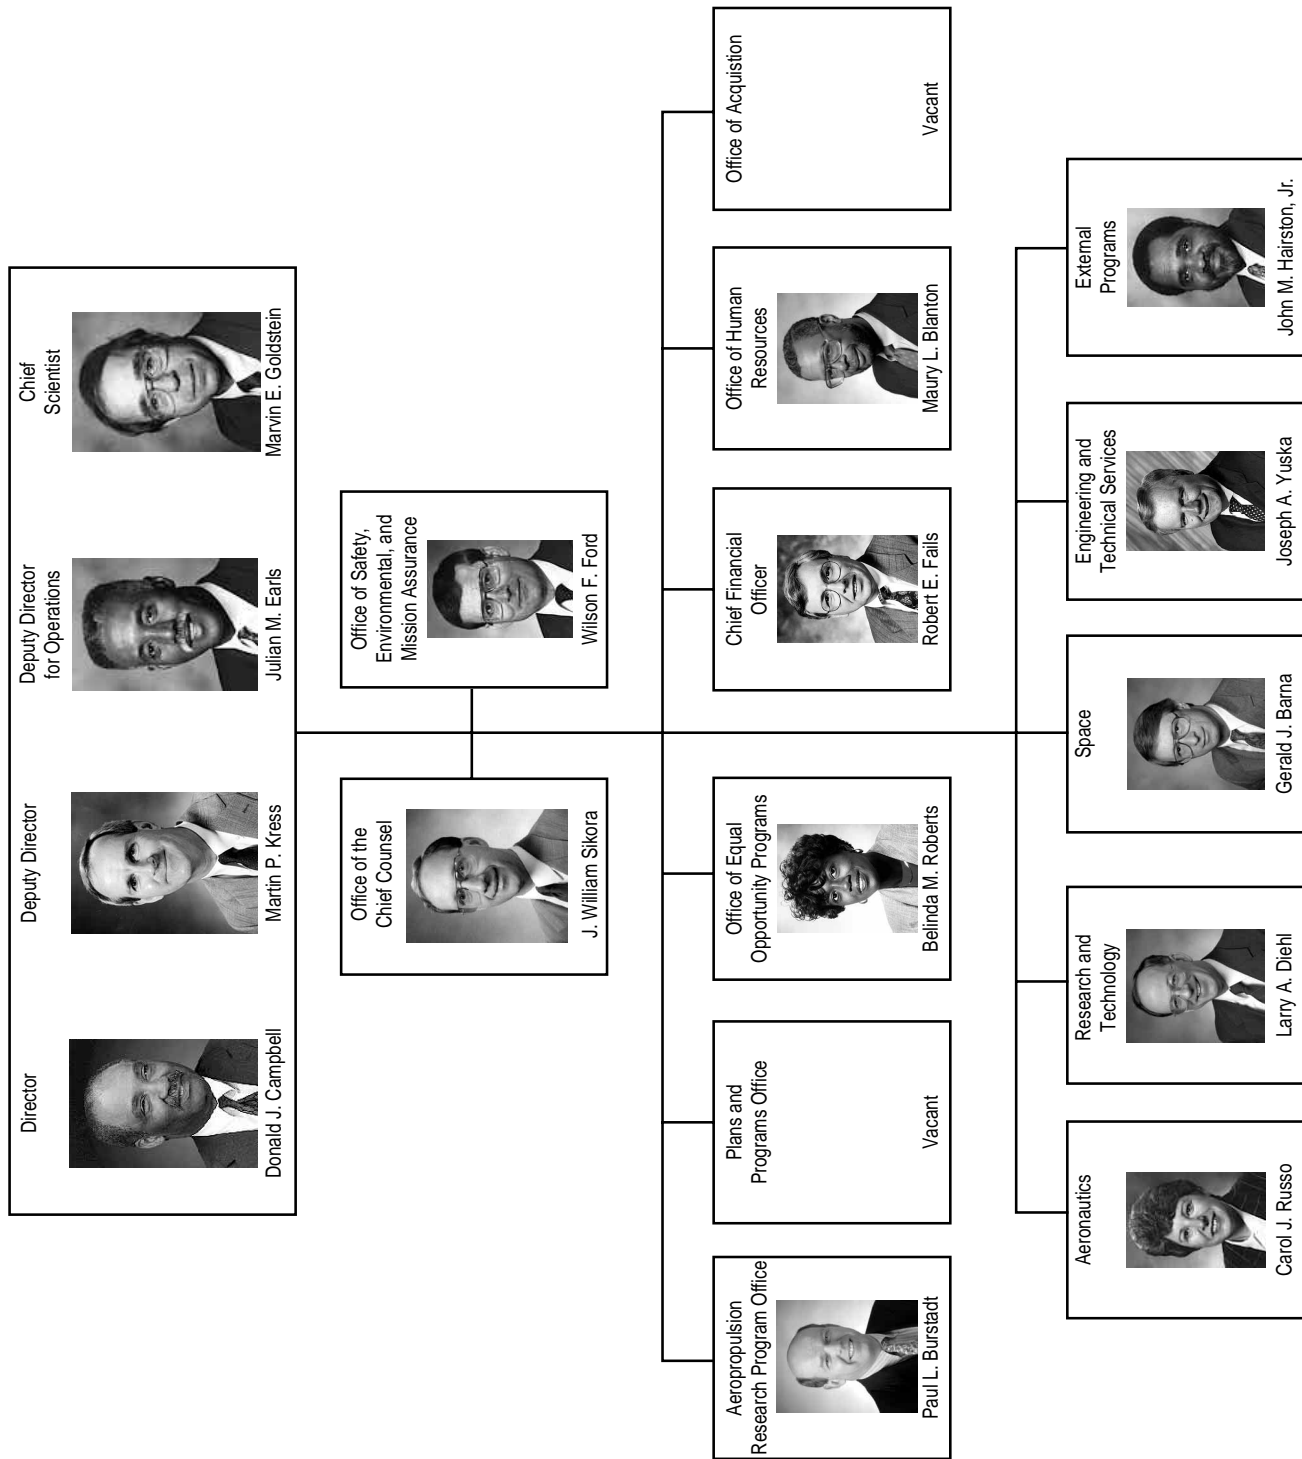 Director
Donald J. Campbell
Deputy Director
Martin P. Kress
Deputy Director
for Operations
Julian M. Earls
Chief
Scientist
Marvin E. Goldstein
Office of the
Chief Counsel
J. William Sikora
Office of Safety,
Environmental, and
Mission Assurance
Wilson F. Ford
Aeropropulsion
Research Program Office
Paul L. Burstadt
Plans and
Programs Office
Vacant
Office of Equal
Opportunity Programs
Belinda M. Roberts
Chief Financial
Officer
Robert E. Fails
Office of Human
Resources
Maury L. Blanton
Office of Acquistion
Vacant
Aeronautics
Carol J. Russo
Research and
Technology
Larry A. Diehl
Space
Gerald J. Barna
Engineering and
Technical Services
Joseph A. Yuska
External
Programs
John M. Hairston, Jr.